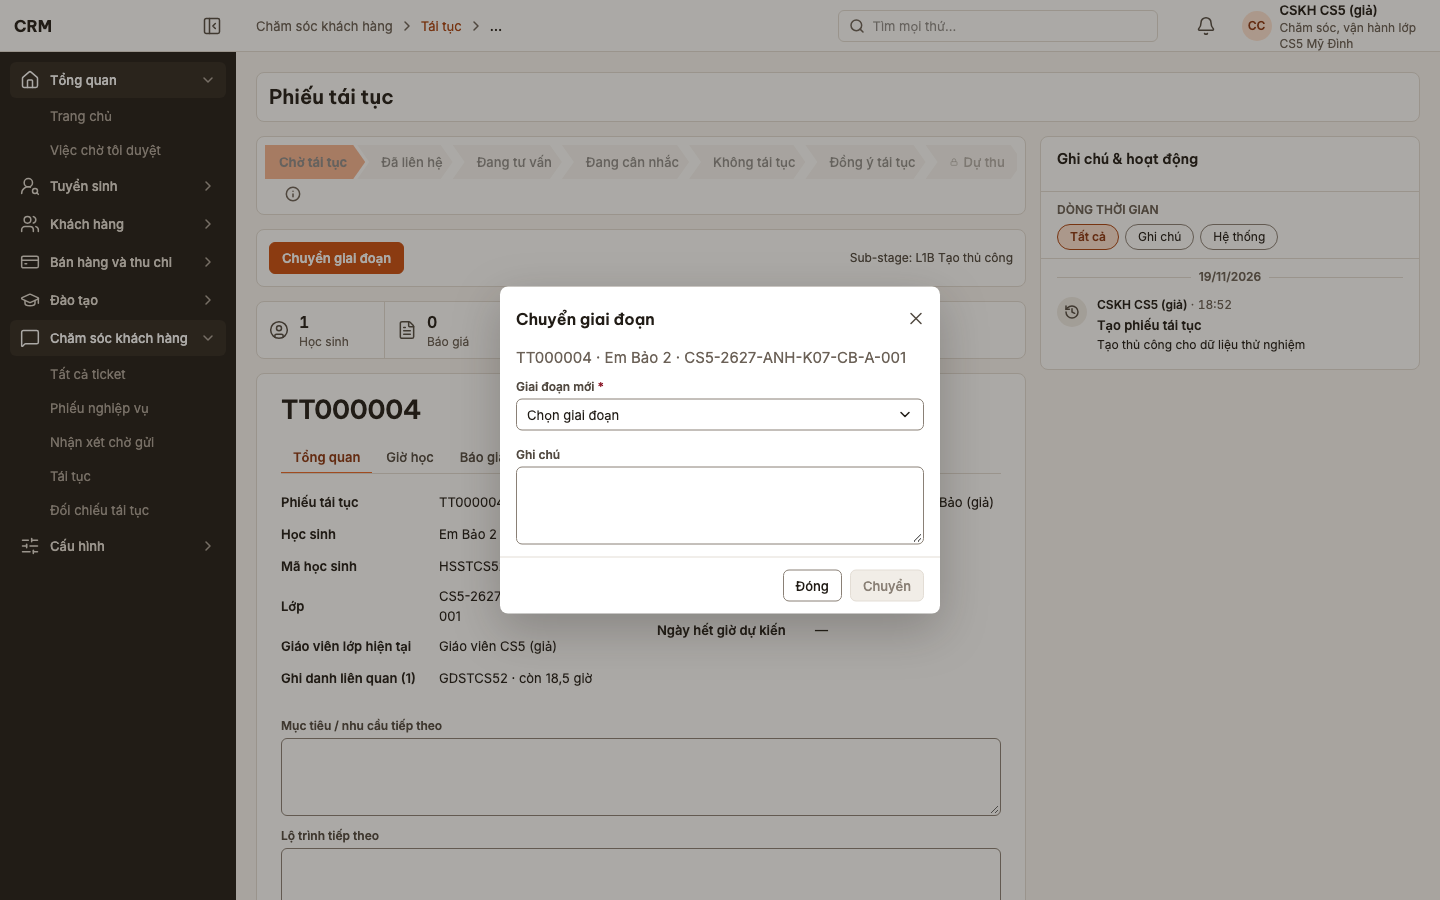 CRM
Chăm sóc khách hàng > Tái tục > ...
Tìm mọi thứ...
CC
CSKH CS5 (giả)
Chăm sóc, vận hành lớp
CS5 Mỹ Đình
Tổng quan
Trang chủ
Việc chờ tôi duyệt
Tuyển sinh
Khách hàng
Bán hàng và thu chi
Đào tạo
Chăm sóc khách hàng
Tất cả ticket
Phiếu nghiệp vụ
Nhận xét chờ gửi
Tái tục
Đối chiếu tái tục
Cấu hình
Phiếu tái tục
Chờ tái tục
Đã liên hệ
Đang tư vấn
Đang cân nhắc
Không tái tục
Đồng ý tái tục
Dự thu
Chuyển giai đoạn
Sub-stage: L1B Tạo thủ công
1
Học sinh
0
Báo giá
TT000004
Tổng quan
Giờ học
Báo giá
Phiếu tái tục
TT000004
Bảo (giả)
Học sinh
Em Bảo 2
Mã học sinh
HSSTCS5
Lớp
CS5-2627
001
Ngày hết giờ dự kiến
—
Giáo viên lớp hiện tại
Giáo viên CS5 (giả)
Ghi danh liên quan (1)
GDSTCS52 · còn 18,5 giờ
Mục tiêu / nhu cầu tiếp theo
Lộ trình tiếp theo
Chuyển giai đoạn
TT000004 · Em Bảo 2 · CS5-2627-ANH-K07-CB-A-001
Giai đoạn mới *
Chọn giai đoạn
Ghi chú
Đóng
Chuyển
Ghi chú & hoạt động
DÒNG THỜI GIAN
Tất cả
Ghi chú
Hệ thống
19/11/2026
CSKH CS5 (giả) · 18:52
Tạo phiếu tái tục
Tạo thủ công cho dữ liệu thử nghiệm